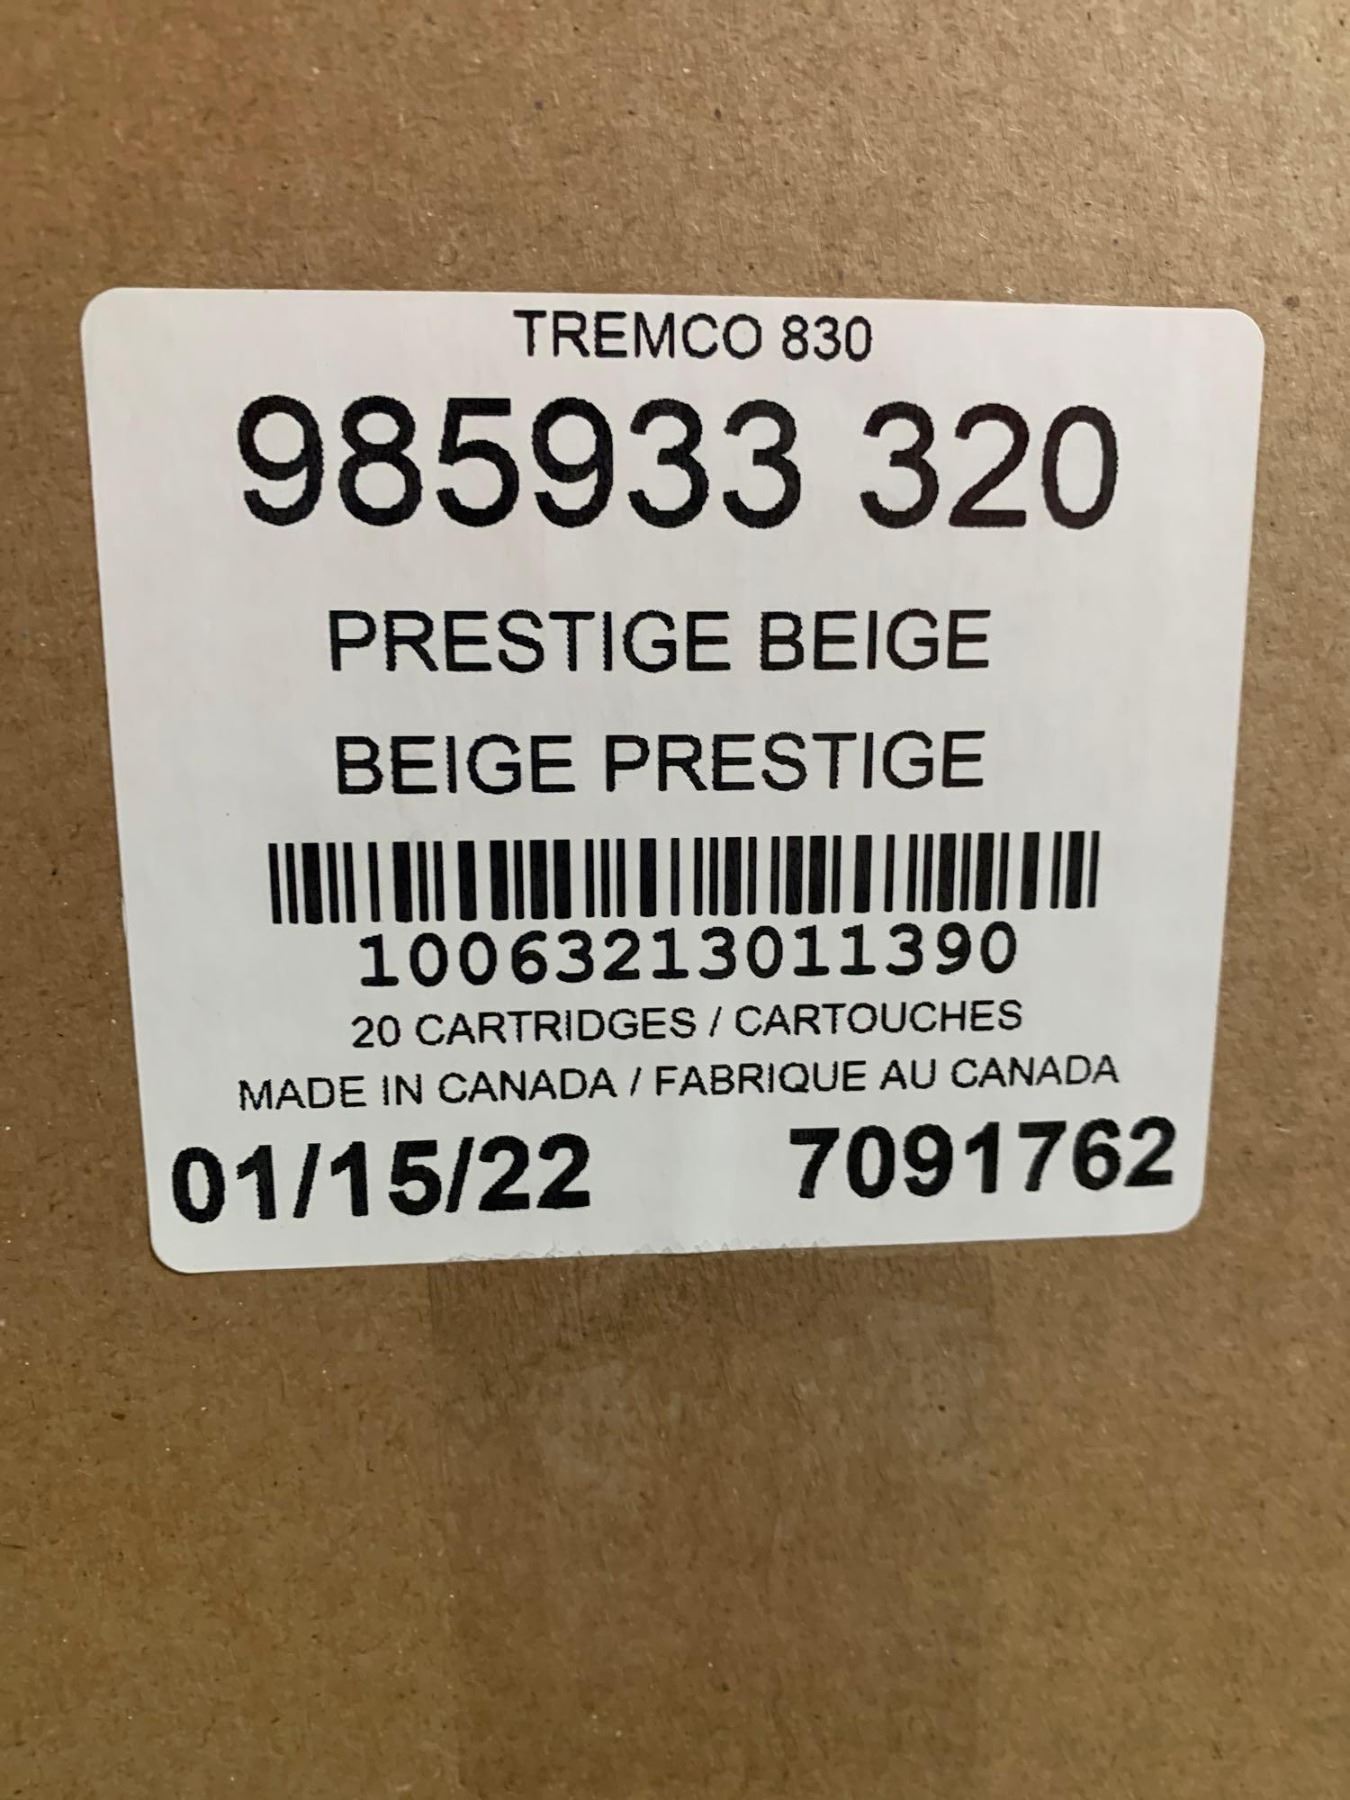 TREMCO 830
985933 320
PRESTIGE BEIGE
BEIGE PRESTIGE
10063213011390
20 CARTRIDGES / CARTOUCHES
MADE IN CANADA / FABRIQUE AU CANADA
01/15/22 7091762